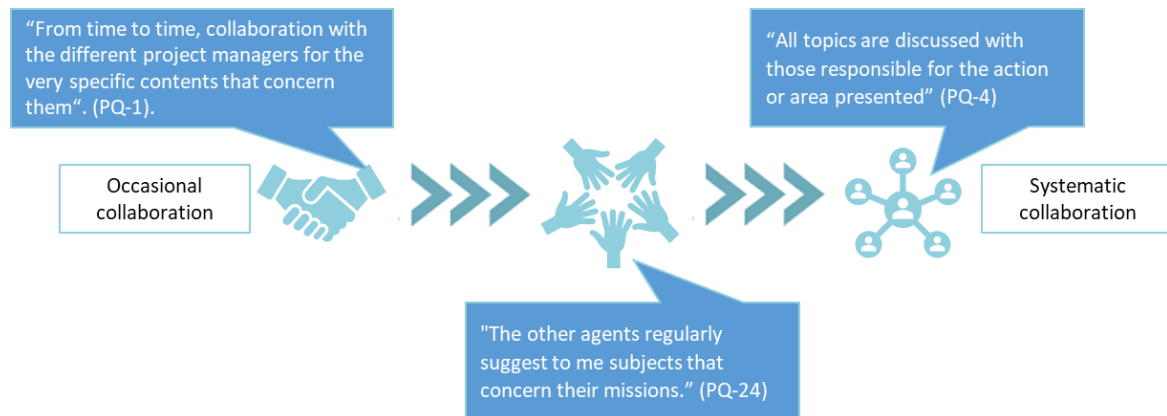 “From time to time, collaboration with
the different project managers for the
very specific contents that concern
them“. (PQ-1).
“All topics are discussed with
those responsible for the action
or area presented” (PQ-4)
Occasional
collaboration
Systematic
collaboration
"The other agents regularly
suggest to me subjects that
concern their missions.” (PQ-24)